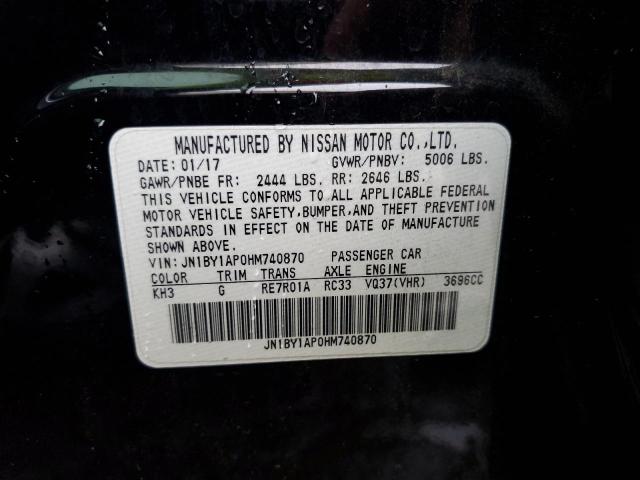 MANUFACTURED BY NISSAN MOTOR CO.,LTD.
DATE: 01/17 GVWR/PNBV: 5006 LBS.
GAWR/PNBE FR: 2444 LBS. RR: 2646 LBS.
THIS VEHICLE CONFORMS TO ALL APPLICABLE FEDERAL
MOTOR VEHICLE SAFETY,BUMPER,AND THEFT PREVENTION
STANDARDS IN EFFECT ON THE DATE OF MANUFACTURE
SHOWN ABOVE.
VIN: JN1BY1AP0HM740870 PASSENGER CAR
COLOR TRIM TRANS AXLE ENGINE
KH3 G RE7R01A RC33 VQ37(VHR) 3696CC
JN1BY1AP0HM740870